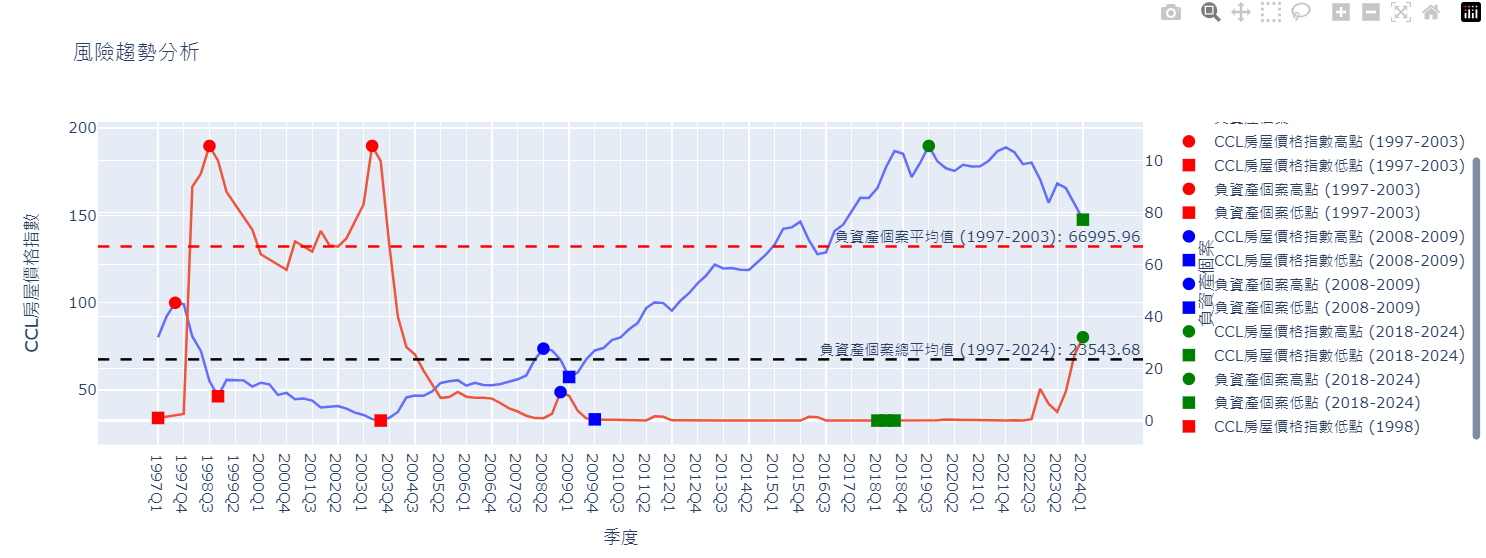 風險趨勢分析
200
150
100
50
CCL房屋價格指數
負資產個案平均值 (1997-2003): 66995.96
負資產個案總平均值 (1997-2024): 23543.68
10
80
60
40
20
0
負資產個案
1997Q1
1997Q4
1998Q3
1999Q2
2000Q1
2000Q4
2001Q3
2002Q2
2003Q1
2003Q4
2004Q3
2005Q2
2006Q1
2006Q4
2007Q3
2008Q2
2009Q1
2009Q4
2010Q3
2011Q2
2012Q1
2012Q4
2013Q3
2014Q2
2015Q1
2015Q4
2016Q3
2017Q2
2018Q1
2018Q4
2019Q3
2020Q2
2021Q1
2021Q4
2022Q3
2023Q2
2024Q1
季度
CCL房屋價格指數高點 (1997-2003)
CCL房屋價格指數低點 (1997-2003)
負資產個案高點 (1997-2003)
負資產個案低點 (1997-2003)
CCL房屋價格指數高點 (2008-2009)
CCL房屋價格指數低點 (2008-2009)
負資產個案高點 (2008-2009)
負資產個案低點 (2008-2009)
CCL房屋價格指數高點 (2018-2024)
CCL房屋價格指數低點 (2018-2024)
負資產個案高點 (2018-2024)
負資產個案低點 (2018-2024)
CCL房屋價格指數低點 (1998)